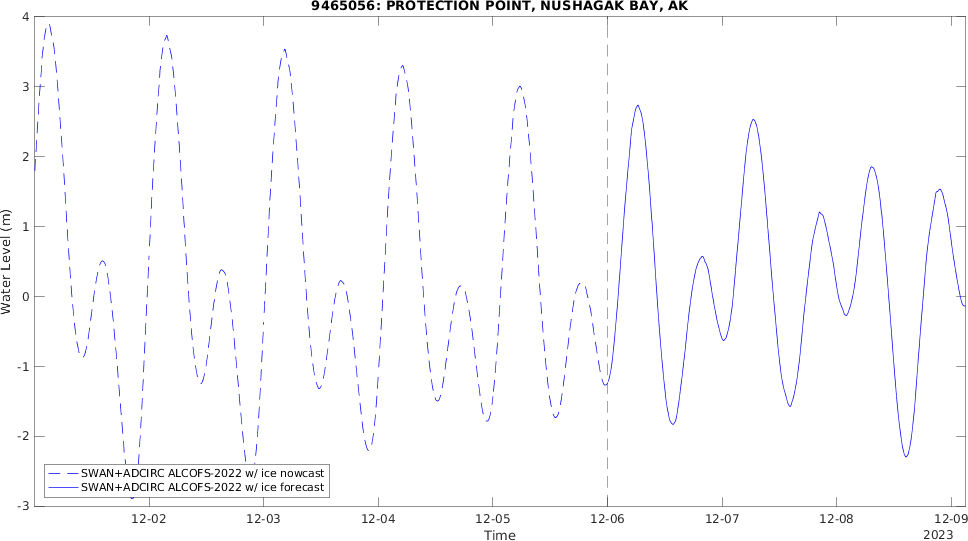 9465056: PROTECTION POINT, NUSHAGAK BAY, AK
4
3
2
1
0
-1
-2
-3
Water Level (m)
SWAN+ADCIRC ALCOFS-2022 w/ ice nowcast
SWAN+ADCIRC ALCOFS-2022 w/ ice forecast
12-02 12-03 12-04 12-05 12-06 12-07 12-08 12-09
Time
2023